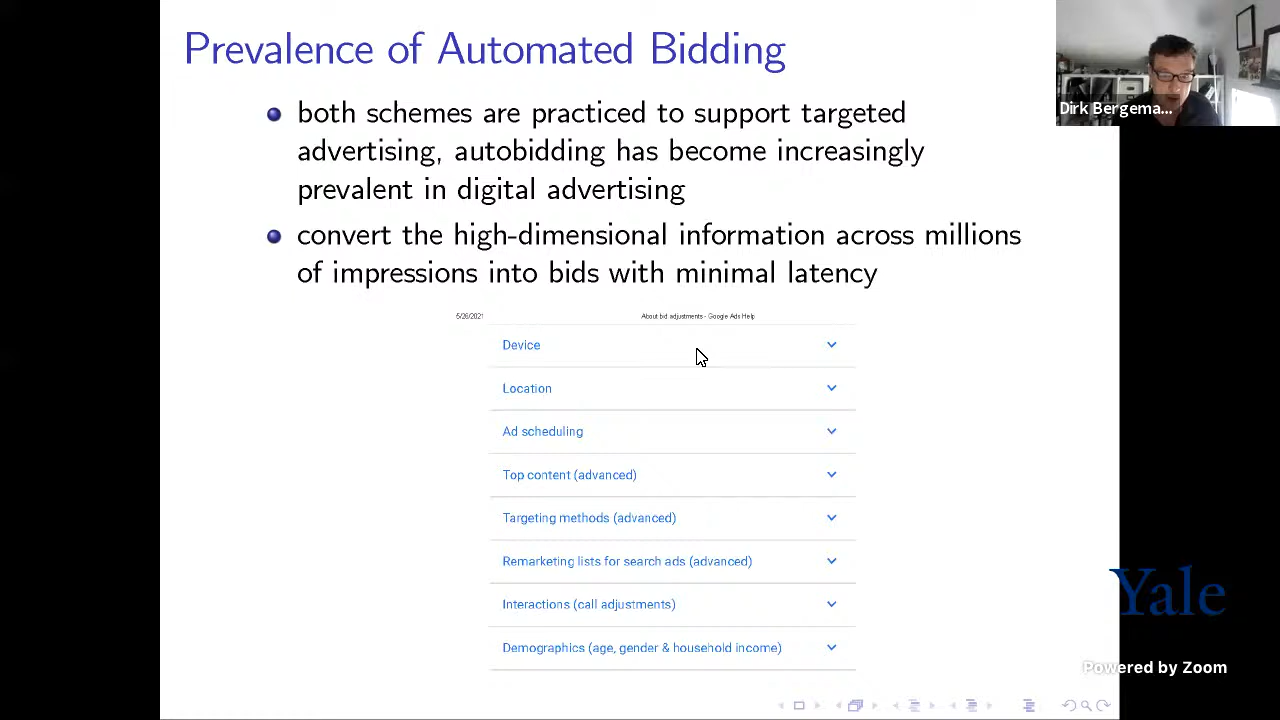 Prevalence of Automated Bidding
both schemes are practiced to support targeted
advertising, autobidding has become increasingly
prevalent in digital advertising
convert the high-dimensional information across millions
of impressions into bids with minimal latency
5/26/2021 About bid adjustments - Google Ads Help
Device
Location
Ad scheduling
Top content (advanced)
Targeting methods (advanced)
Remarketing lists for search ads (advanced)
Interactions (call adjustments)
Demographics (age, gender & household income)
Dirk Bergema...
Yale
Powered by Zoom